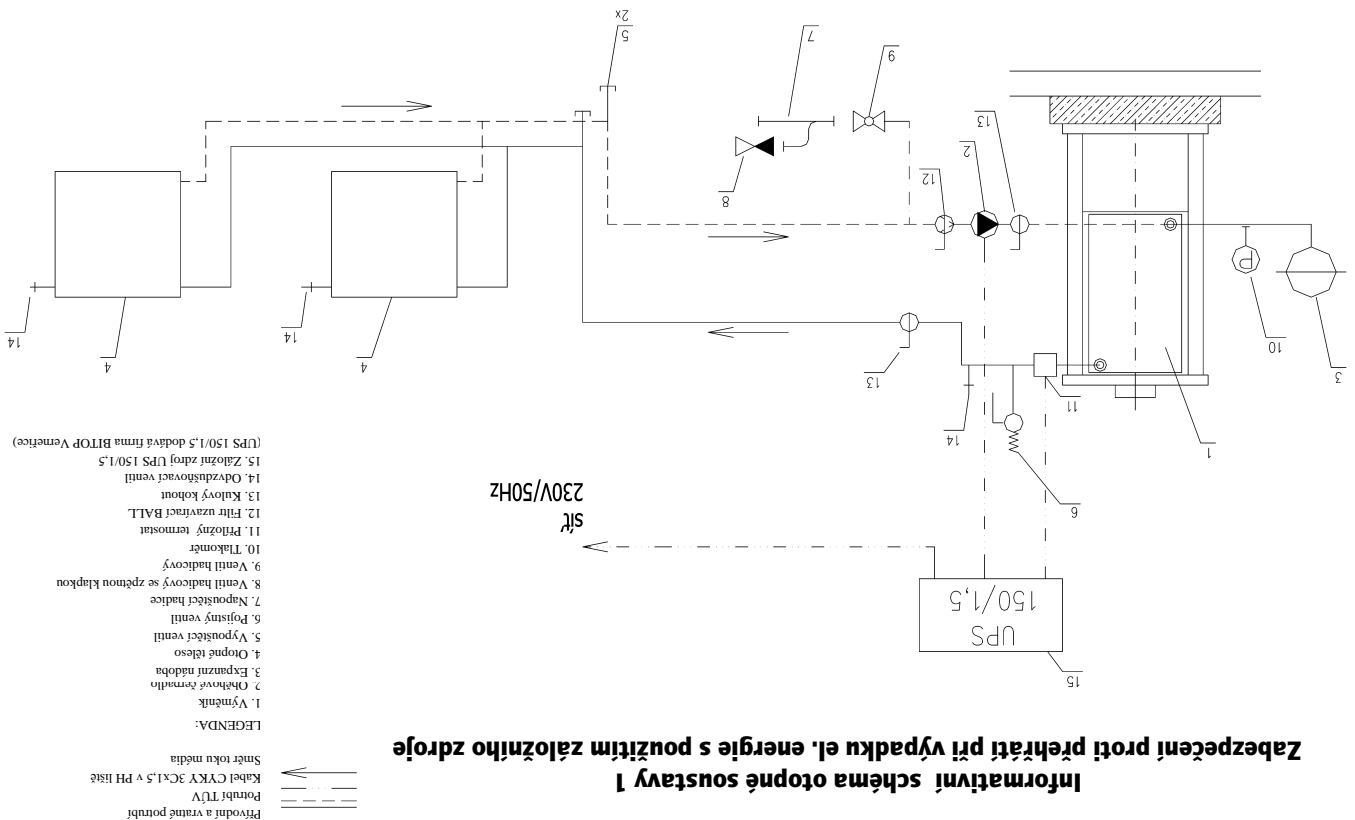 Informativní schéma otopné soustavy 1
Zabezpečení proti přehřátí při výpadku el. energie s použitím záložního zdroje
Přívodní a vratné potrubí
Potrubí TÚV
Kabel CYKY 3Cx1,5 v PH liště
Směr toku média
LEGENDA:
1. Výměník
2. Oběhové čerpadlo
3. Expanzní nádoba
4. Otopné těleso
5. Vypouštěcí ventil
6. Pojistný ventil
7. Napouštěcí hadice
8. Ventil hadicový se zpětnou klapkou
9. Ventil hadicový
10. Tlakoměr
11. Příložný termostat
12. Filtr uzavírací BALL
13. Kulový kohout
14. Odvzdušňovací ventil
15. Záložní zdroj UPS 150/1,5
(UPS 150/1,5 dodává firma BITOP Verneřice)
15
UPS
150/1,5
síť
230V/50Hz
6
1
14
11
13
3
10
4
4
14
14
P
8
12
2
13
9
7
5
2x